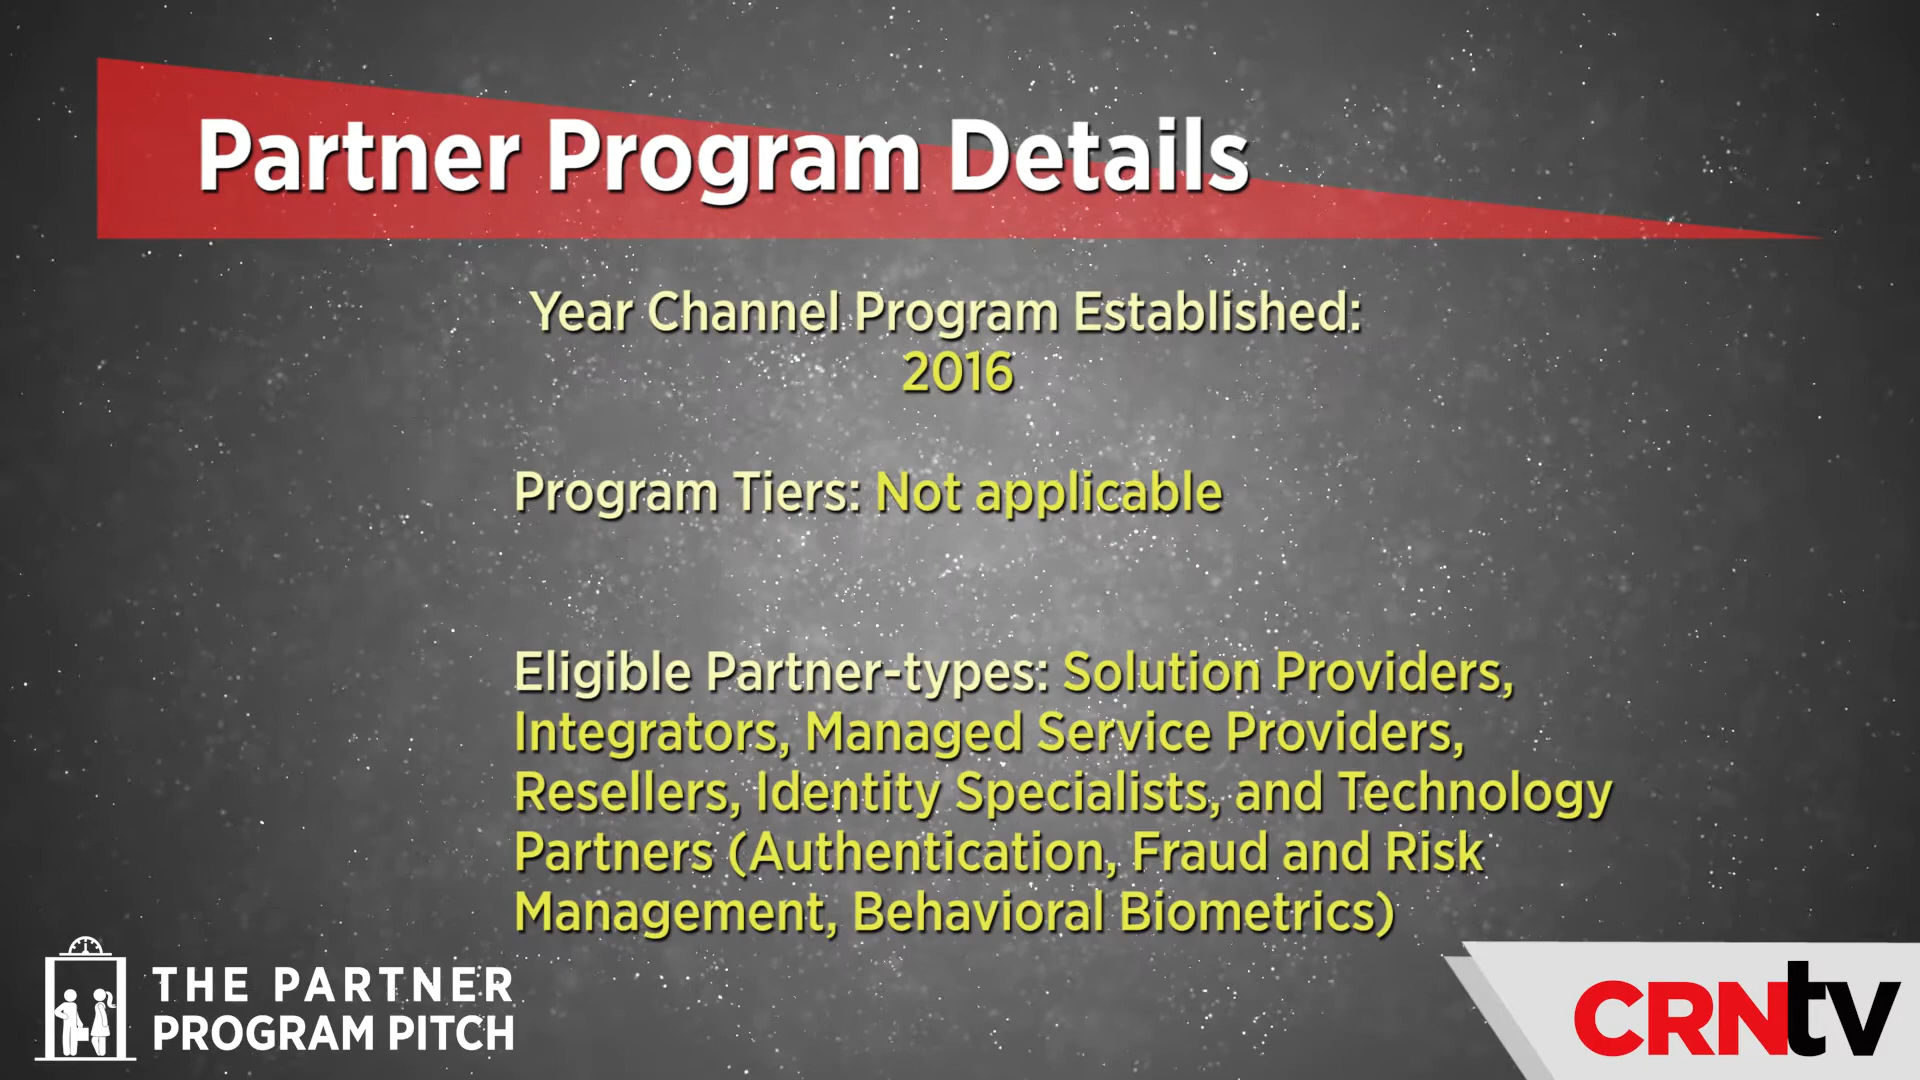 Partner Program Details
Year Channel Program Established:
2016
Program Tiers: Not applicable
Eligible Partner-types: Solution Providers,
Integrators, Managed Service Providers,
Resellers, Identity Specialists, and Technology
Partners (Authentication, Fraud and Risk
Management, Behavioral Biometrics)
THE PARTNER
PROGRAM PITCH
CRNtv